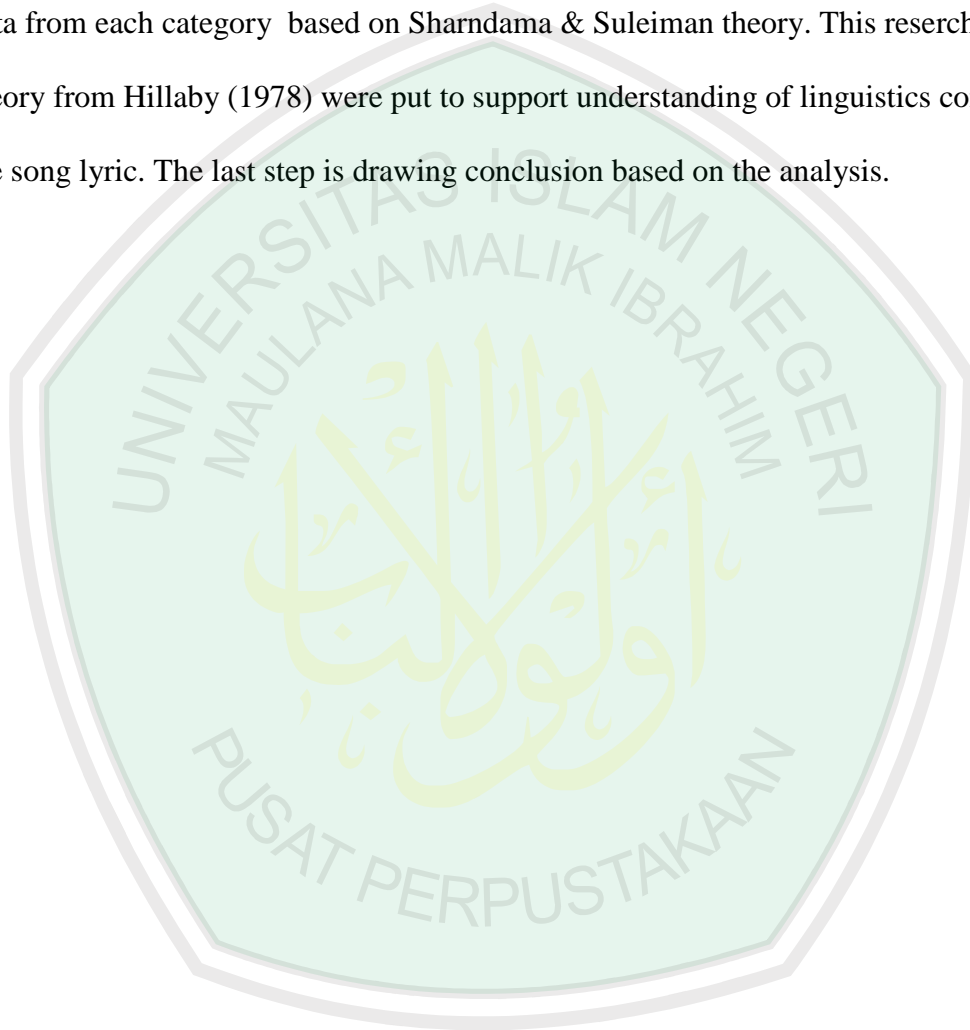 ta from each category based on Sharndama & Suleiman theory. This reserch
eory from Hillaby (1978) were put to support understanding of linguistics co
e song lyric. The last step is drawing conclusion based on the analysis.
UNIVERSITAS ISLAM NEGERI
MAULANA MALIK IBRAHIM
أولوا الألباب
PUSAT PERPUSTAKAAN